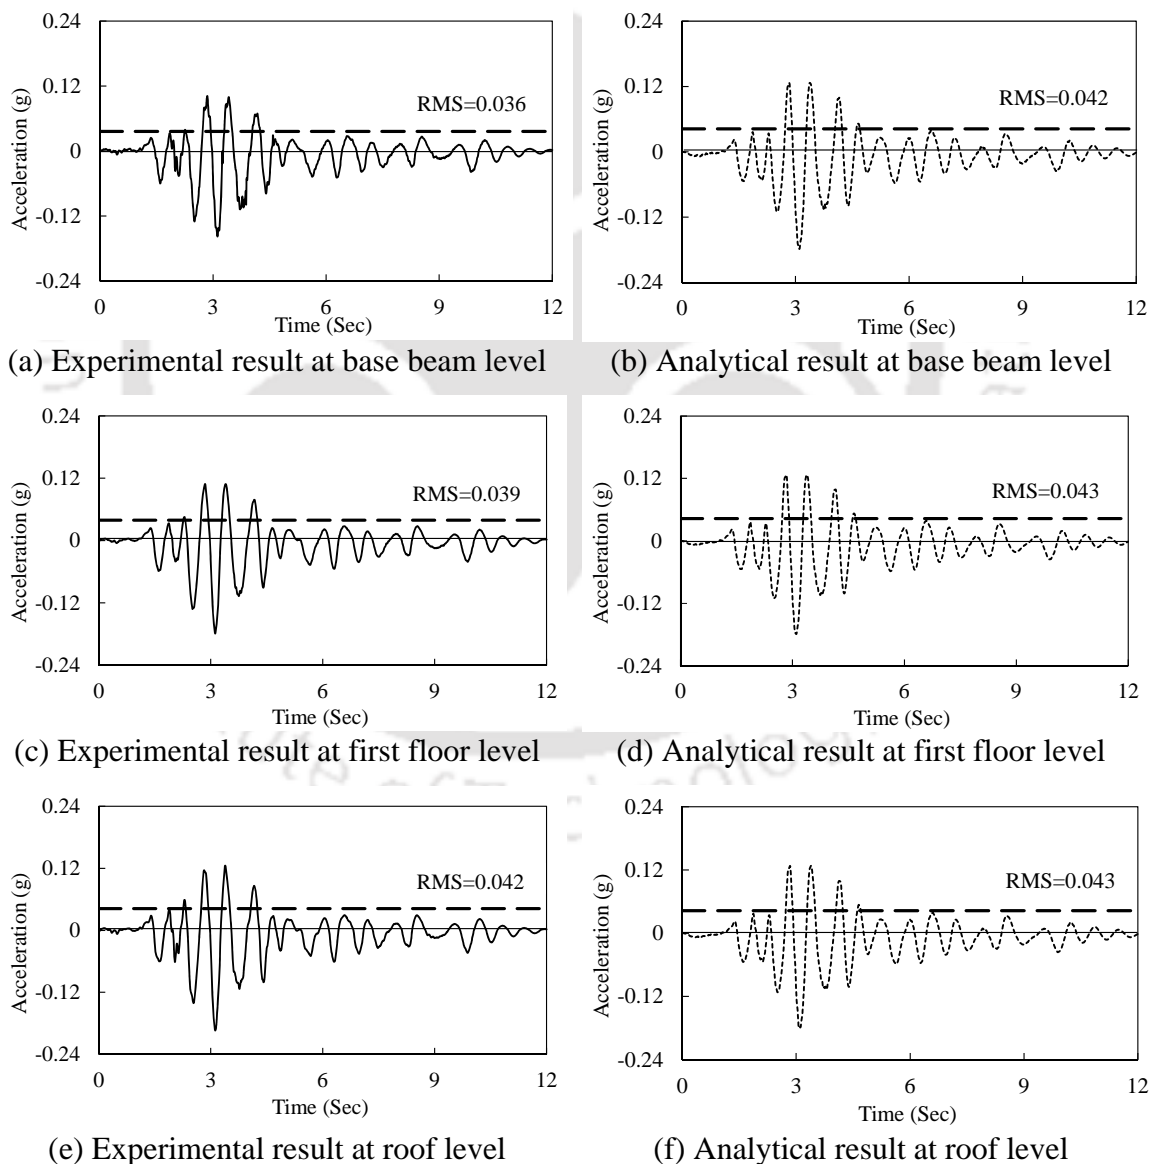 0.24
0.12
0
-0.12
-0.24
Acceleration (g)
RMS=0.036
0 3 6 9 12
Time (Sec)
(a) Experimental result at base beam level
0.24
0.12
0
-0.12
-0.24
Acceleration (g)
RMS=0.042
0 3 6 9 12
Time (Sec)
(b) Analytical result at base beam level
0.24
0.12
0
-0.12
-0.24
Acceleration (g)
RMS=0.039
0 3 6 9 12
Time (Sec)
(c) Experimental result at first floor level
0.24
0.12
0
-0.12
-0.24
Acceleration (g)
RMS=0.043
0 3 6 9 12
Time (Sec)
(d) Analytical result at first floor level
0.24
0.12
0
-0.12
-0.24
Acceleration (g)
RMS=0.042
0 3 6 9 12
Time (Sec)
(e) Experimental result at roof level
0.24
0.12
0
-0.12
-0.24
Acceleration (g)
RMS=0.043
0 3 6 9 12
Time (Sec)
(f) Analytical result at roof level